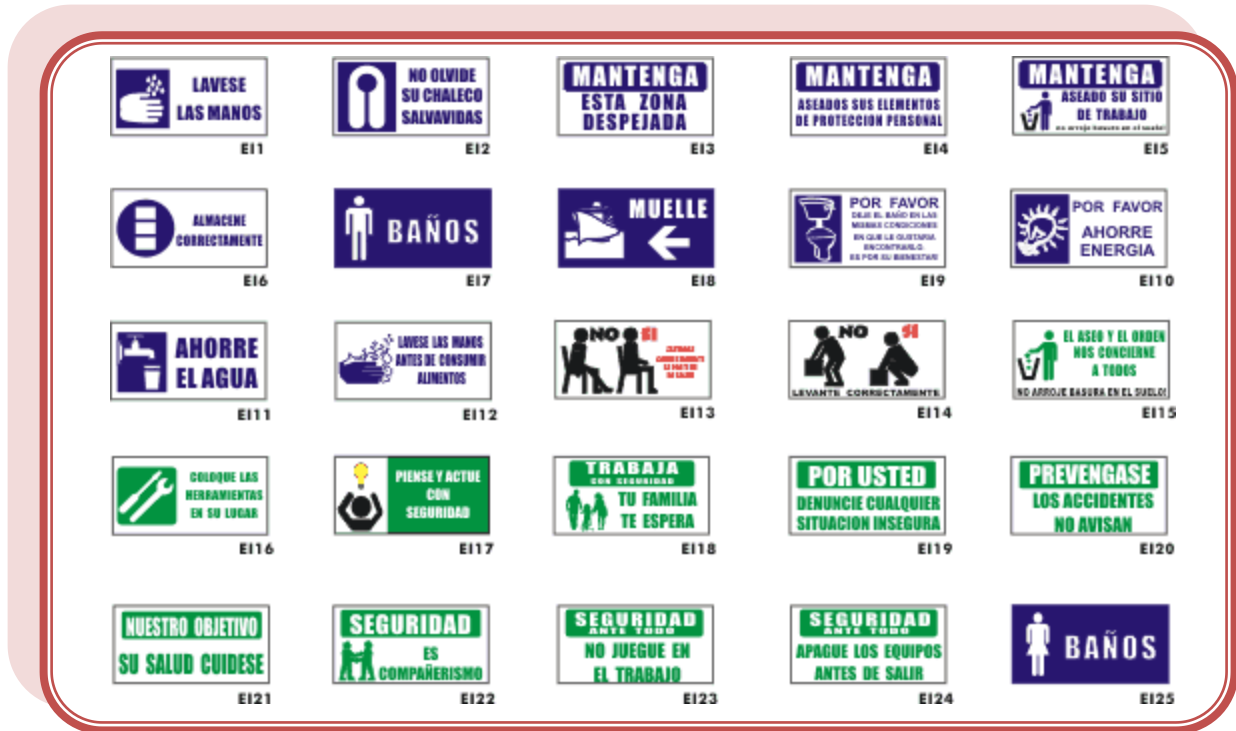 LAVESE
LAS MANOS
EI1
NO OLVIDE
SU CHALECO
SALVAVIDAS
EI2
MANTENGA
ESTA ZONA
DESPEJADA
EI3
MANTENGA
ASEADOS SUS ELEMENTOS
DE PROTECCION PERSONAL
EI4
MANTENGA
ASEADO SU SITIO
DE TRABAJO
no arroje basura en el suelo!
EI5
ALMACENE
CORRECTAMENTE
EI6
BAÑOS
EI7
MUELLE
EI8
POR FAVOR
DEJE EL BAÑO EN LAS
MISMAS CONDICIONES
EN QUE LE GUSTARIA
ENCONTRARLO.
ES POR SU BIENESTAR!
EI9
POR FAVOR
AHORRE
ENERGIA
EI10
AHORRE
EL AGUA
EI11
LAVESE LAS MANOS
ANTES DE CONSUMIR
ALIMENTOS
EI12
NO SI
EI13
NO SI
LEVANTE CORRECTAMENTE
EI14
EL ASEO Y EL ORDEN
NOS CONCIERNE
A TODOS
NO ARROJE BASURA EN EL SUELO!
EI15
COLOQUE LAS
HERRAMIENTAS
EN SU LUGAR
EI16
PIENSE Y ACTUE
CON
SEGURIDAD
EI17
TRABAJA
CON SEGURIDAD
TU FAMILIA
TE ESPERA
EI18
POR USTED
DENUNCIE CUALQUIER
SITUACION INSEGURA
EI19
PREVENGASE
LOS ACCIDENTES
NO AVISAN
EI20
NUESTRO OBJETIVO
SU SALUD CUIDESE
EI21
SEGURIDAD
ES
COMPAÑERISMO
EI22
SEGURIDAD
ANTE TODO
NO JUEGUE EN
EL TRABAJO
EI23
SEGURIDAD
ANTE TODO
APAGUE LOS EQUIPOS
ANTES DE SALIR
EI24
BAÑOS
EI25